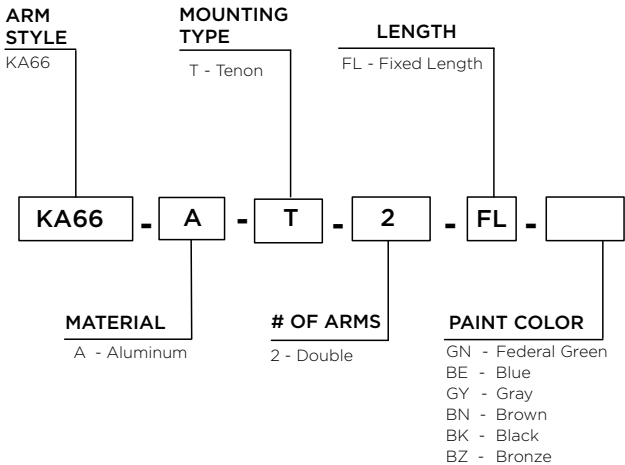 ARM
STYLE
KA66
MOUNTING
TYPE
T - Tenon
LENGTH
FL - Fixed Length
KA66 - A - T - 2 - FL -
MATERIAL
A - Aluminum
# OF ARMS
2 - Double
PAINT COLOR
GN - Federal Green
BE - Blue
GY - Gray
BN - Brown
BK - Black
BZ - Bronze